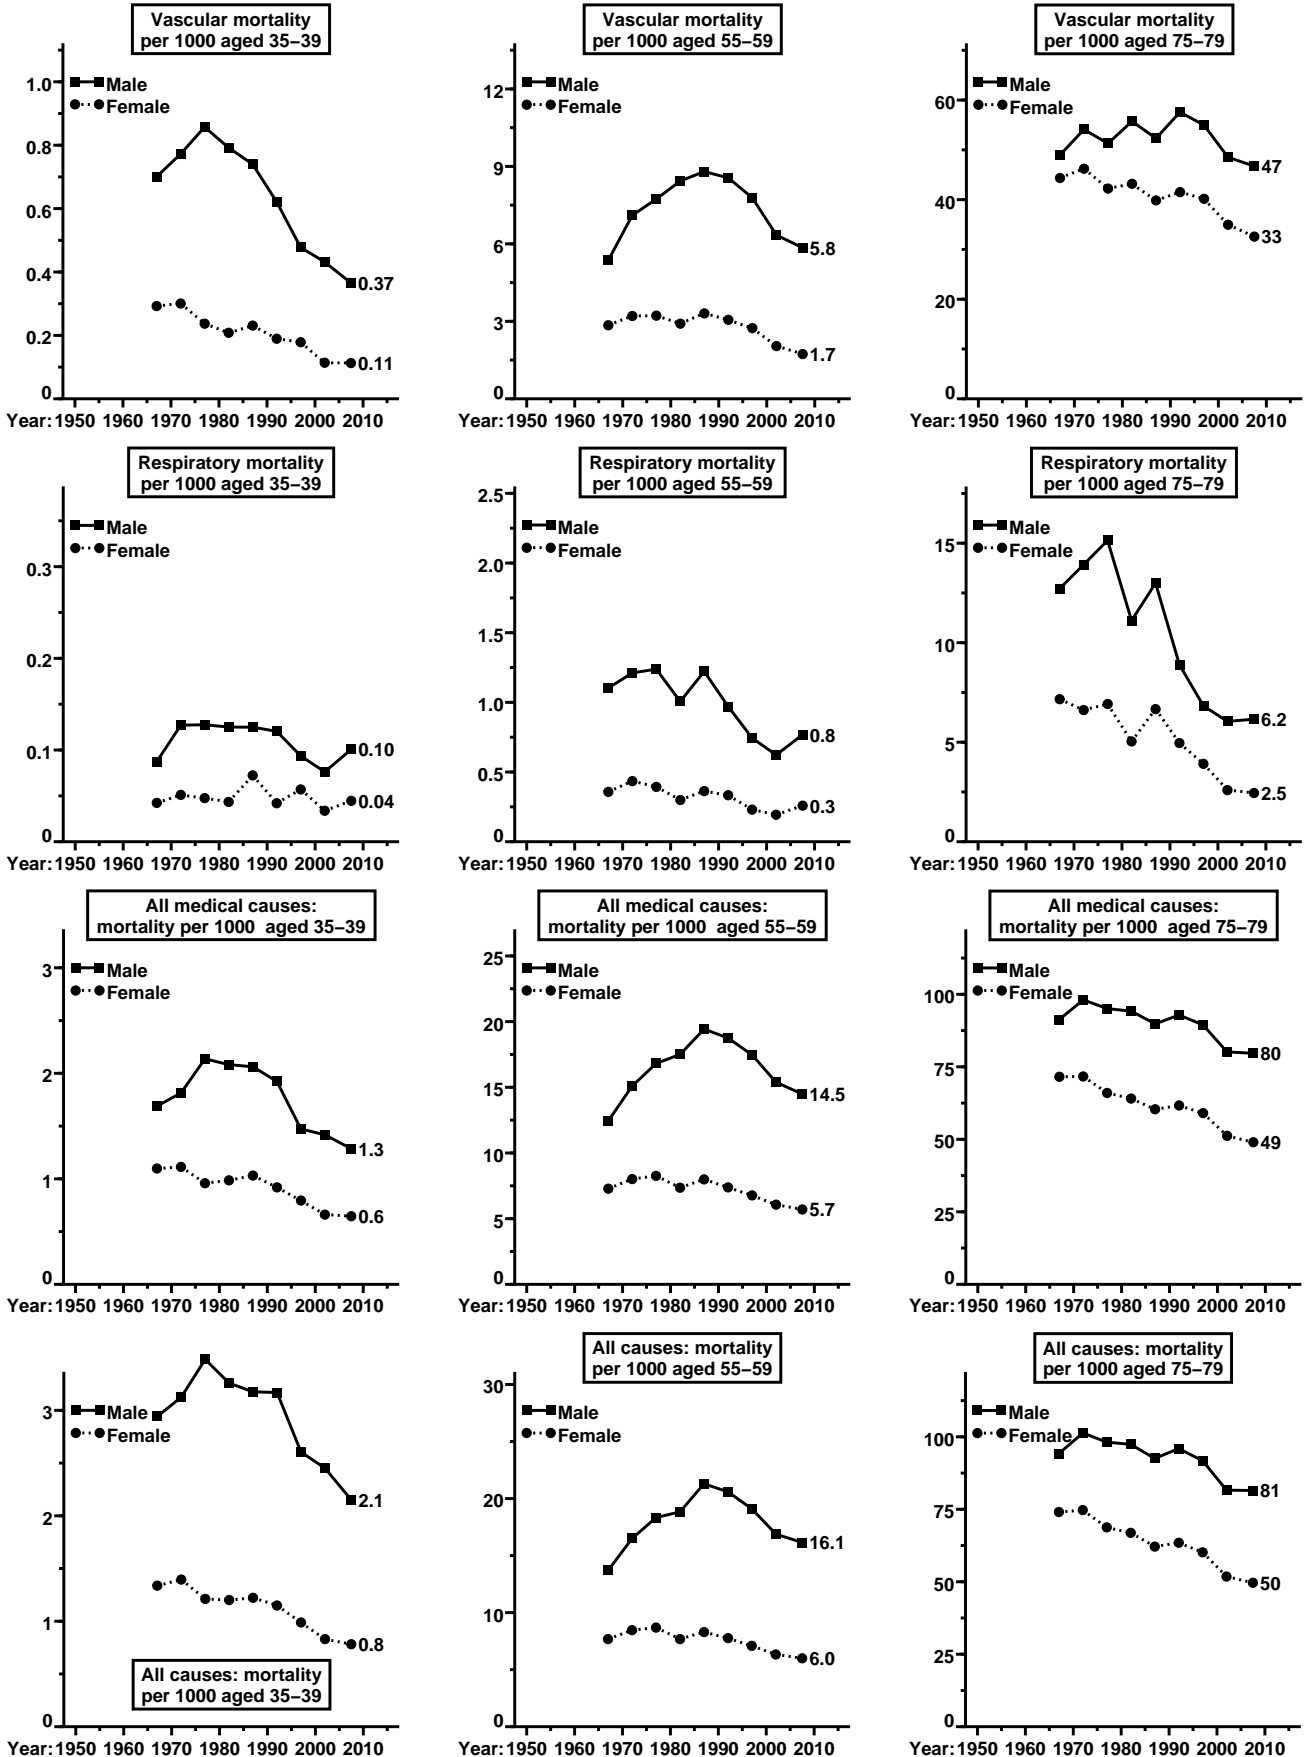 Vascular mortality
per 1000 aged 35–39
1.0
Male
Female
0.8
0.6
0.4
0.37
0.2
0.11
0
Year: 1950 1960 1970 1980 1990 2000 2010
Vascular mortality
per 1000 aged 55–59
12
Male
Female
9
6
5.8
3
1.7
0
Year: 1950 1960 1970 1980 1990 2000 2010
Vascular mortality
per 1000 aged 75–79
Male
60
Female
47
40
33
20
0
Year: 1950 1960 1970 1980 1990 2000 2010
Respiratory mortality
per 1000 aged 35–39
Male
Female
0.3
0.2
0.1
0.10
0.04
0
Year: 1950 1960 1970 1980 1990 2000 2010
Respiratory mortality
per 1000 aged 55–59
2.5
Male
Female
2.0
1.5
1.0
0.8
0.5
0.3
0
Year: 1950 1960 1970 1980 1990 2000 2010
Respiratory mortality
per 1000 aged 75–79
Male
15
Female
10
6.2
5
2.5
0
Year: 1950 1960 1970 1980 1990 2000 2010
All medical causes:
mortality per 1000 aged 35–39
3
Male
Female
2
1.3
1
0.6
0
Year: 1950 1960 1970 1980 1990 2000 2010
All medical causes:
mortality per 1000 aged 55–59
25
Male
Female
20
15
14.5
10
5.7
5
0
Year: 1950 1960 1970 1980 1990 2000 2010
All medical causes:
mortality per 1000 aged 75–79
Male
100
Female
80
75
50
49
25
0
Year: 1950 1960 1970 1980 1990 2000 2010
3
Male
Female
2.1
2
1
0.8
All causes: mortality
per 1000 aged 35–39
0
Year: 1950 1960 1970 1980 1990 2000 2010
All causes: mortality
per 1000 aged 55–59
30
Male
Female
20
16.1
10
6.0
0
Year: 1950 1960 1970 1980 1990 2000 2010
All causes: mortality
per 1000 aged 75–79
Male
100
Female
81
75
50
50
25
0
Year: 1950 1960 1970 1980 1990 2000 2010